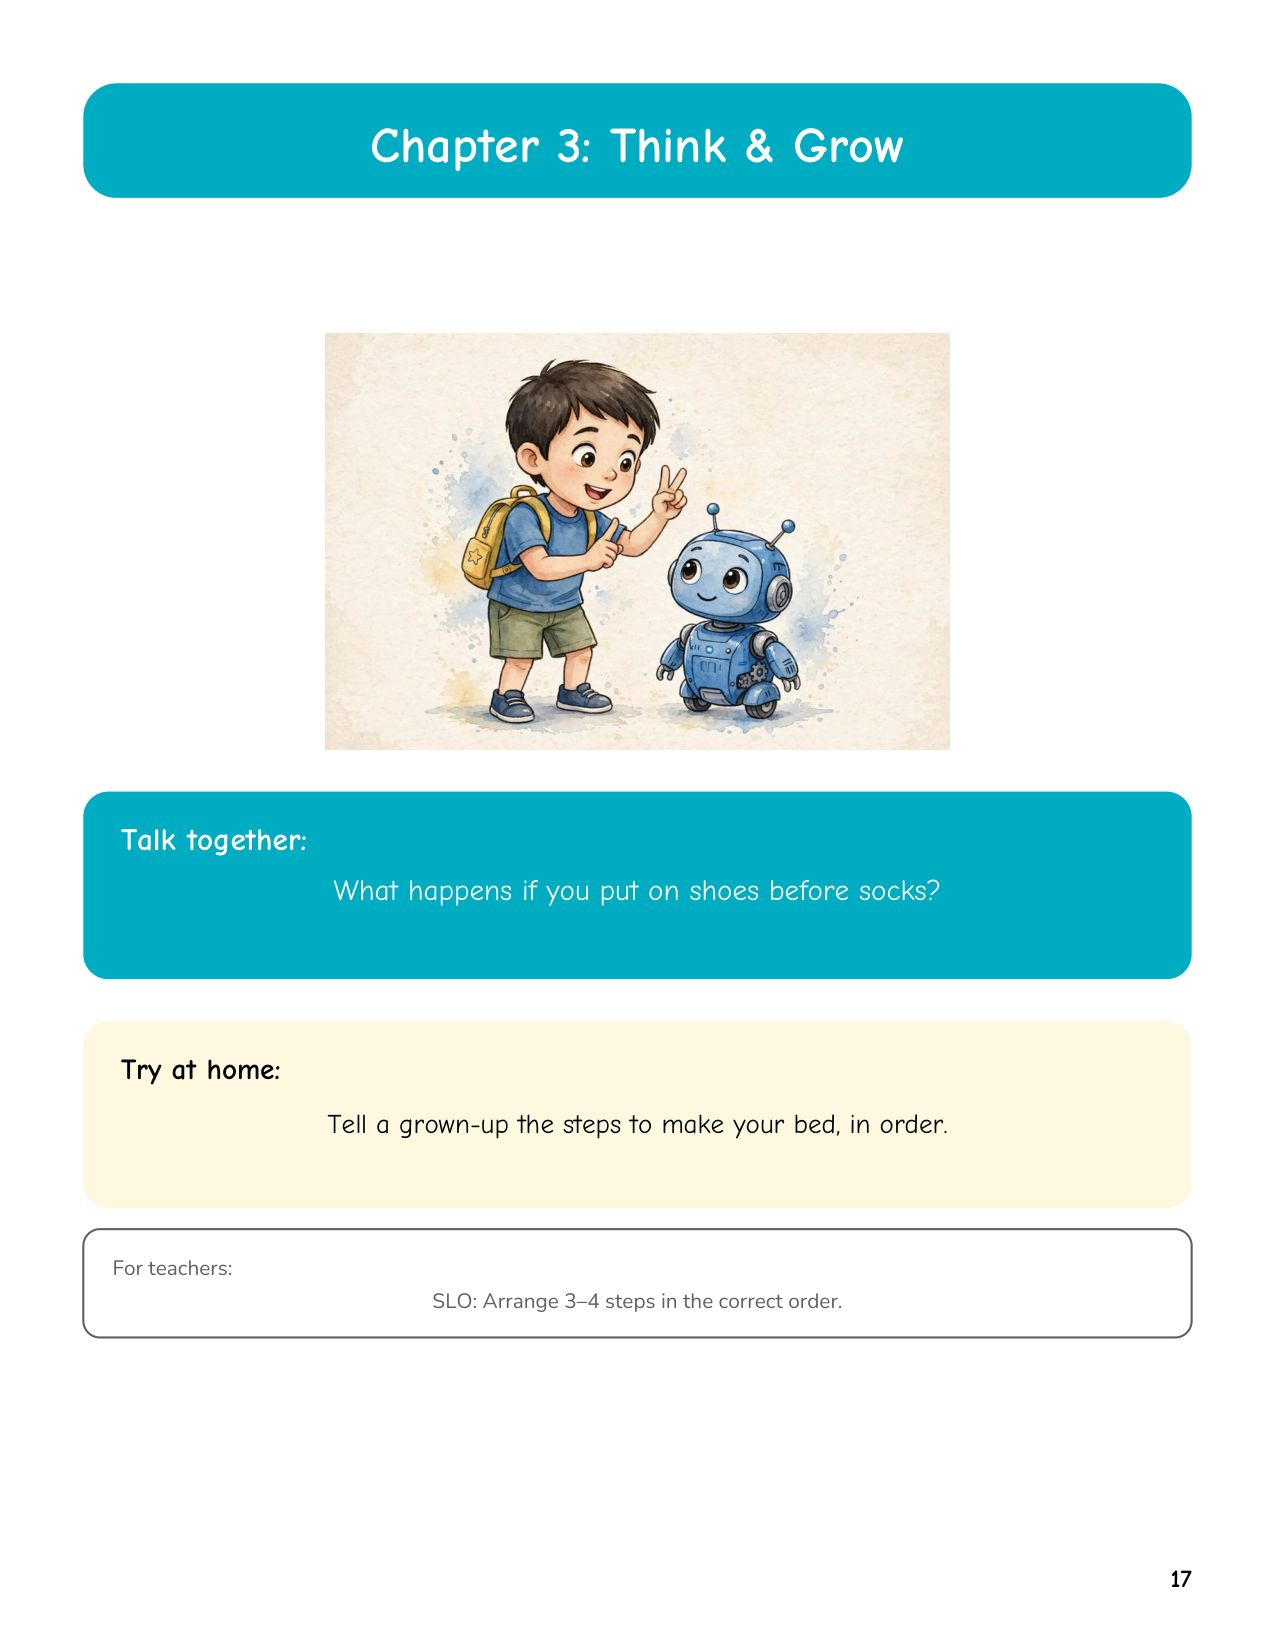 Chapter 3: Think & Grow
Talk together:
What happens if you put on shoes before socks?
Try at home:
Tell a grown-up the steps to make your bed, in order.
For teachers:
SLO: Arrange 3–4 steps in the correct order.
17